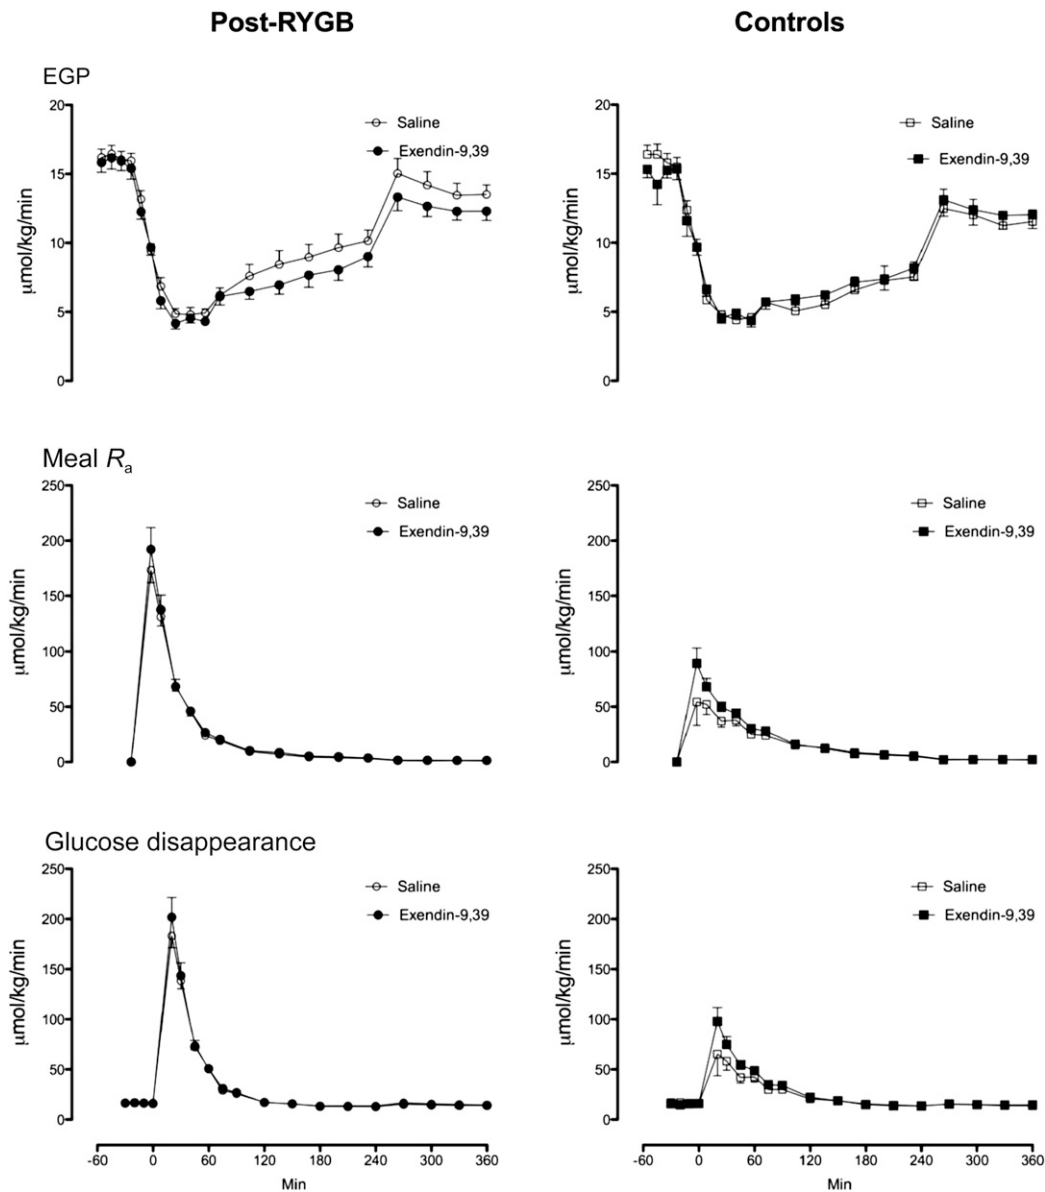 Post-RYGB
Controls
EGP
20
15
10
5
0
μmol/kg/min
Saline
Exendin-9,39
20
15
10
5
0
μmol/kg/min
Saline
Exendin-9,39
Meal Ra
250
200
150
100
50
0
μmol/kg/min
Saline
Exendin-9,39
250
200
150
100
50
0
μmol/kg/min
Saline
Exendin-9,39
Glucose disappearance
250
200
150
100
50
0
μmol/kg/min
Saline
Exendin-9,39
-60 0 60 120 180 240 300 360
Min
250
200
150
100
50
0
μmol/kg/min
Saline
Exendin-9,39
-60 0 60 120 180 240 300 360
Min